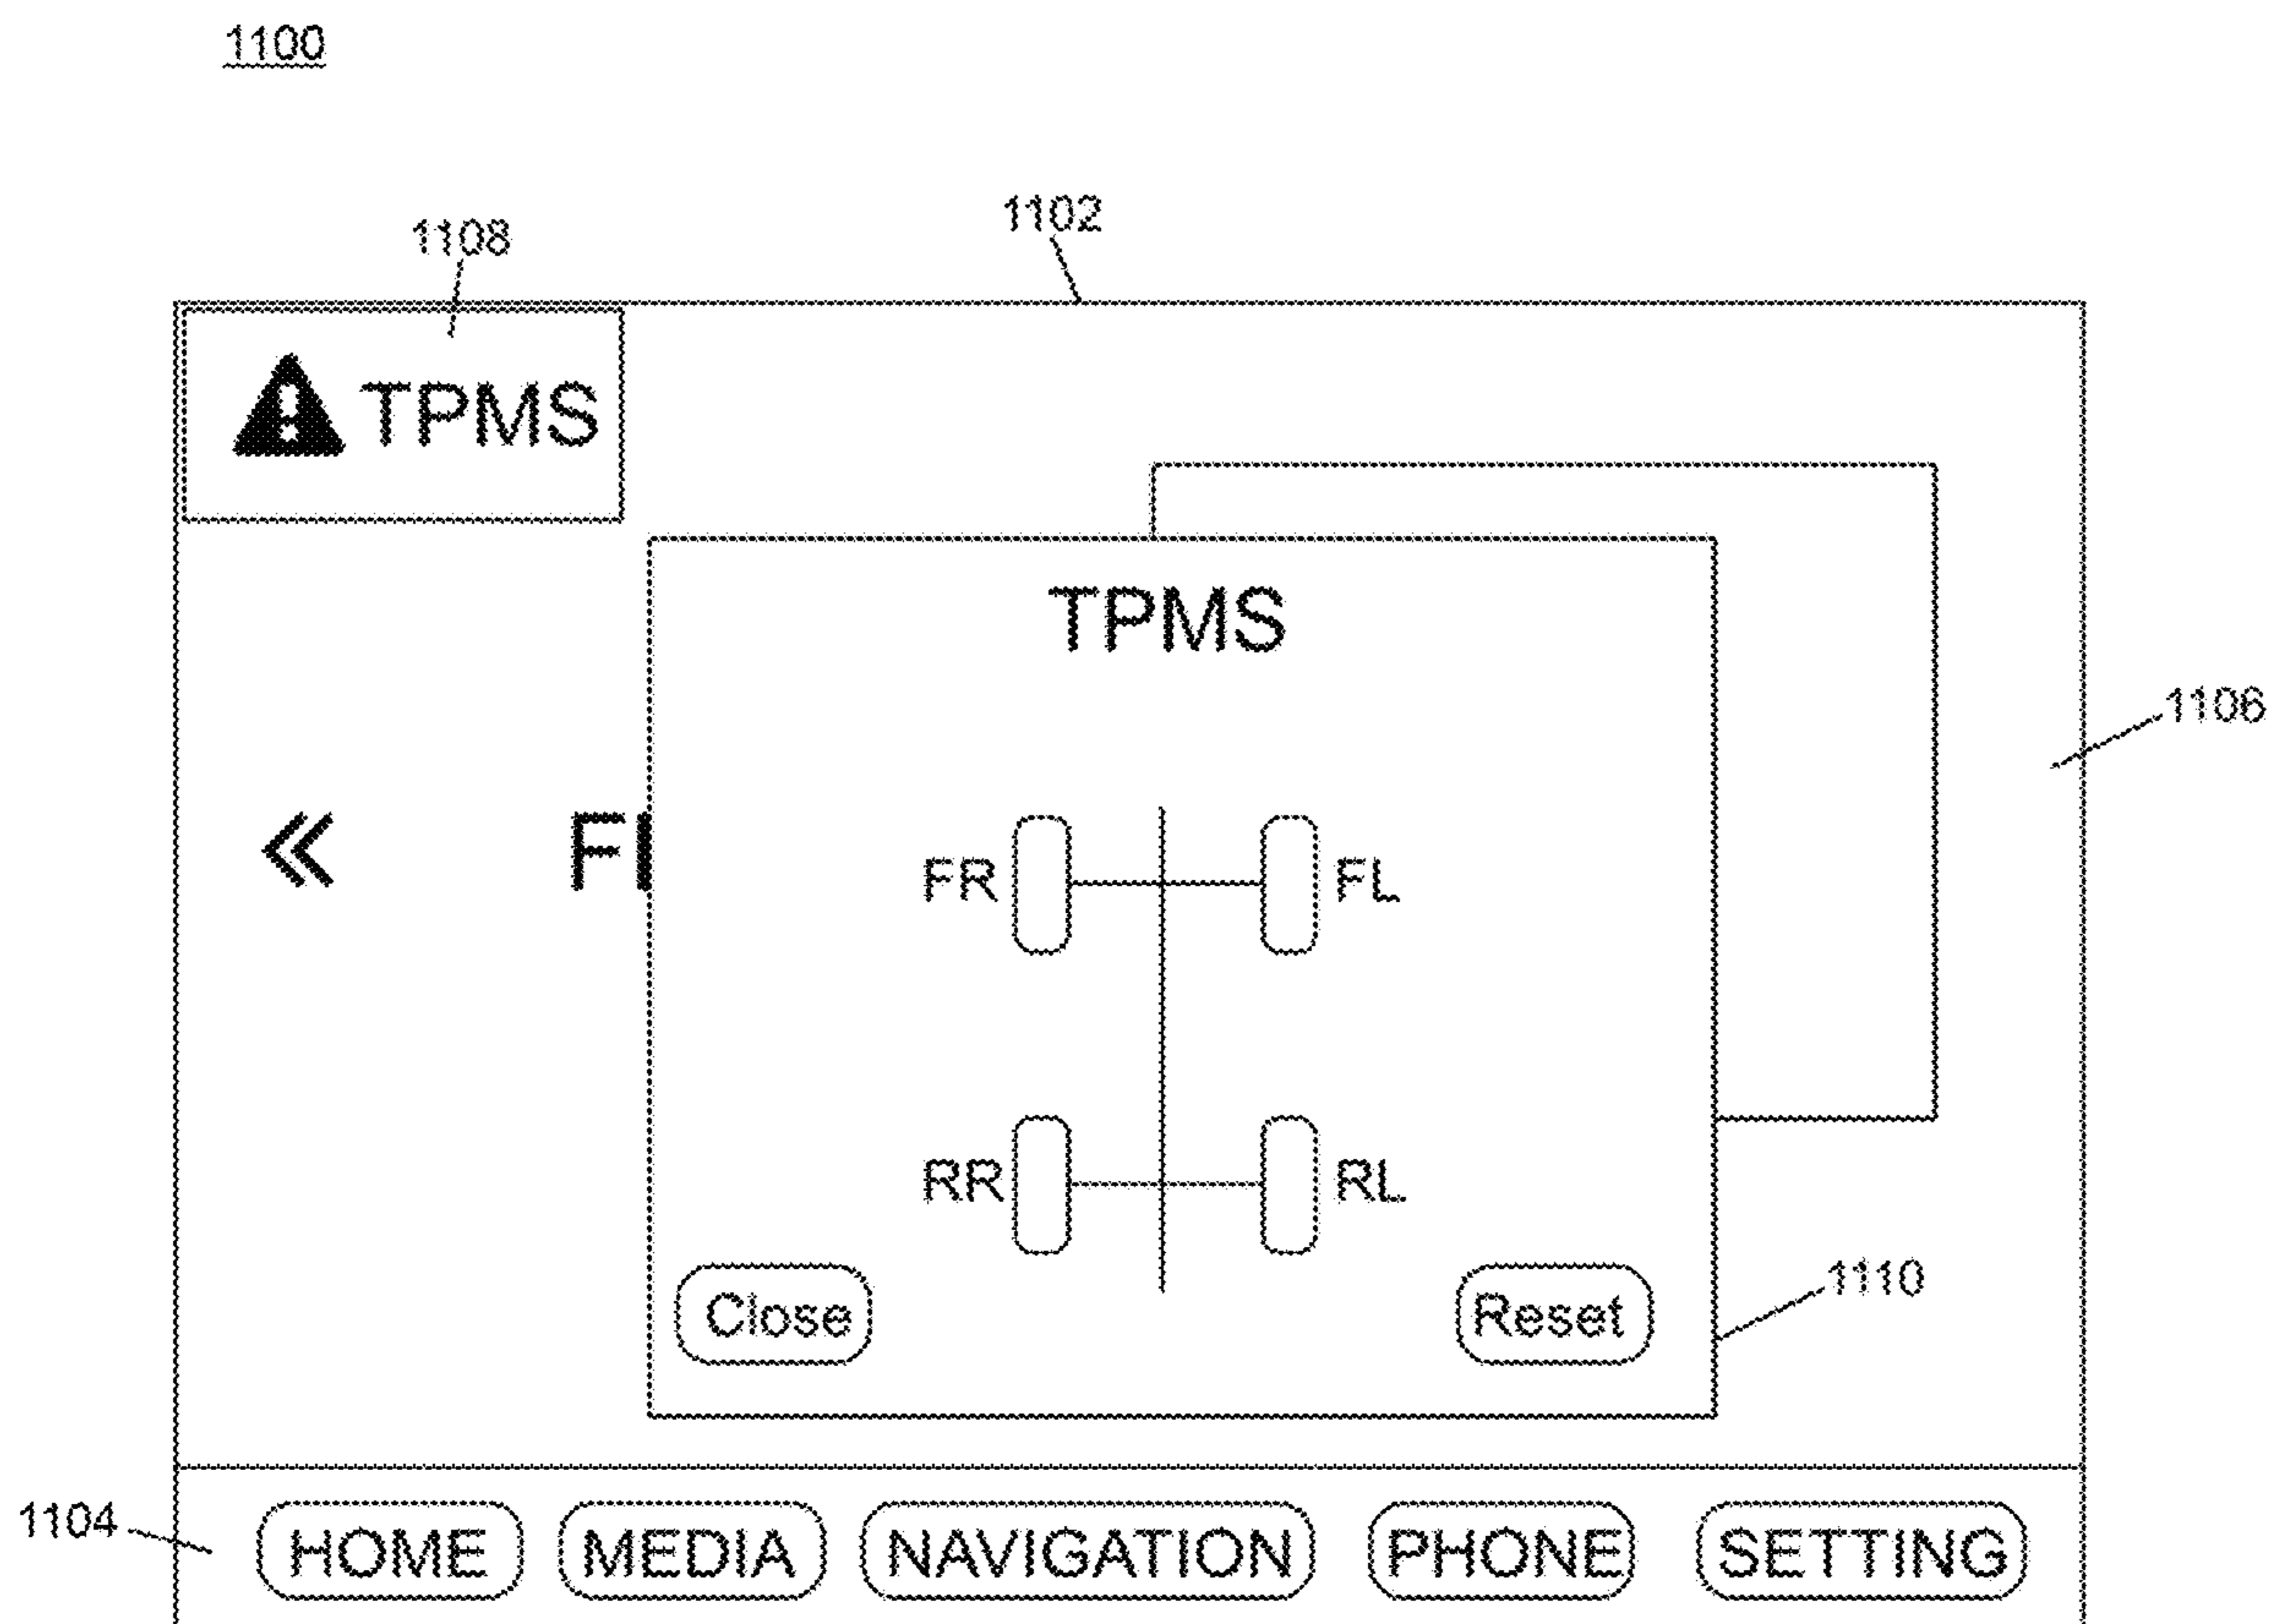 1100
1102
1108
TPMS
TPMS
1106
FR FL
RR RL
1110
Close Reset
1104
HOME MEDIA NAVIGATION PHONE SETTING